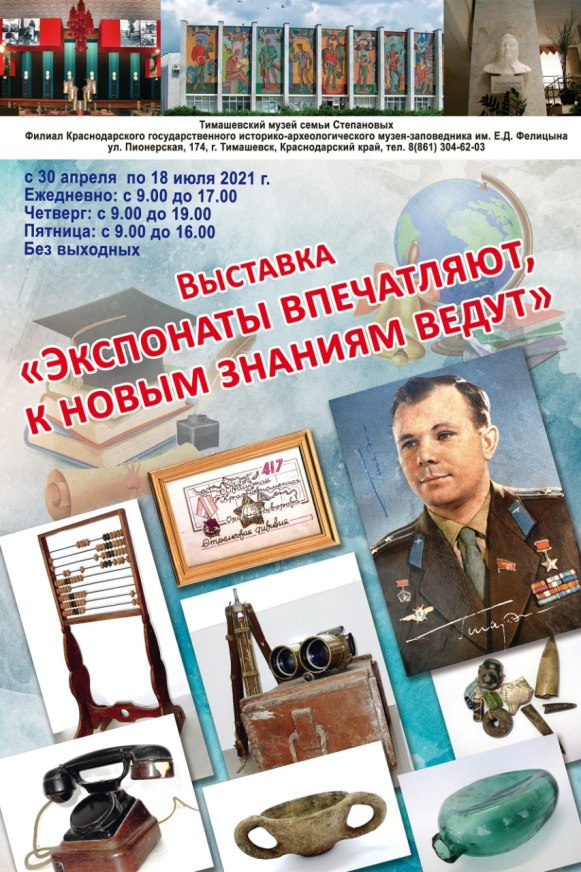 Тимашевский музей семьи Степановых
Филиал Краснодарского государственного историко-археологического музея-заповедника им. Е.Д. Фелицына
ул. Пионерская, 174, г. Тимашевск, Краснодарский край, тел. 8(861) 304-62-03
с 30 апреля по 18 июля 2021 г.
Ежедневно: с 9.00 до 17.00
Четверг: с 9.00 до 19.00
Пятница: с 9.00 до 16.00
Без выходных
Выставка
«Экспонаты впечатляют,
к новым знаниям ведут»
417
Стрелковая дивизия